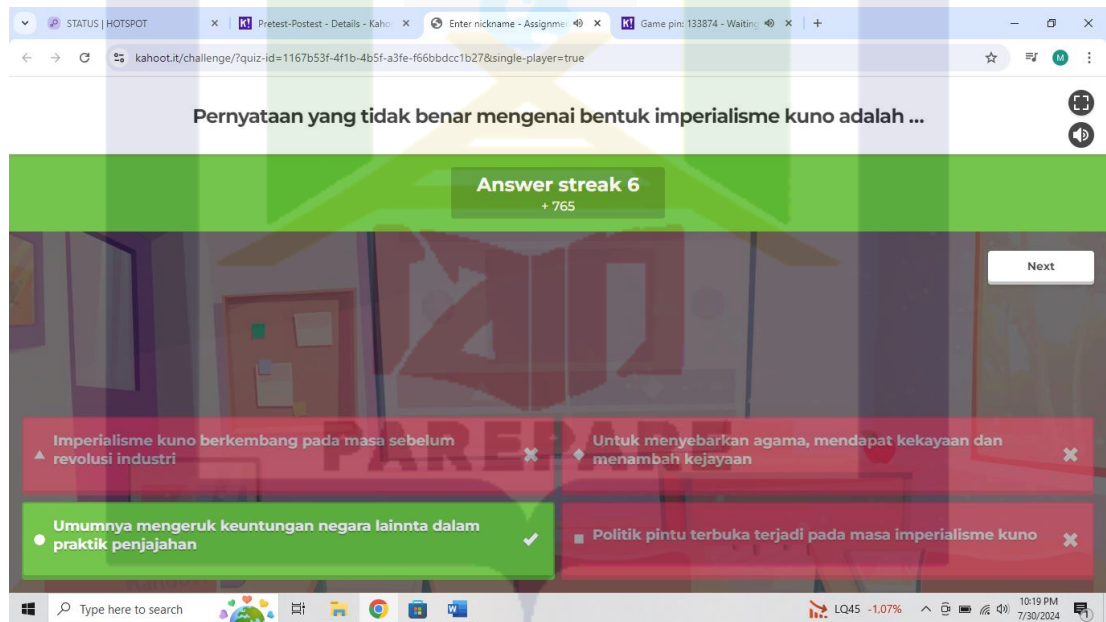 STATUS | HOTSPOT
Pretest-Postest - Details - Kaho
Enter nickname - Assignme
Game pin: 133874 - Waiting
kahoot.it/challenge/?quiz-id=1167b53f-4f1b-4b5f-a3fe-f66bbdcc1b27&single-player=true
M
Pernyataan yang tidak benar mengenai bentuk imperialisme kuno adalah ...
Answer streak 6
+ 765
Next
Imperialisme kuno berkembang pada masa sebelum
revolusi industri
Untuk menyebarkan agama, mendapat kekayaan dan
menambah kejayaan
PAREPARE
Umumnya mengeruk keuntungan negara lainnta dalam
praktik penjajahan
Politik pintu terbuka terjadi pada masa imperialisme kuno
Type here to search
LQ45 -1,07%
10:19 PM
7/30/2024